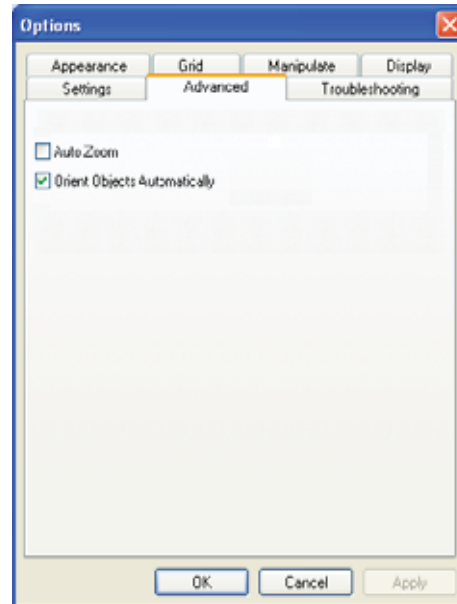 Options
Appearance Grid Manipulate Display
Settings Advanced Troubleshooting
Auto Zoom
Orient Objects Automatically
OK Cancel Apply